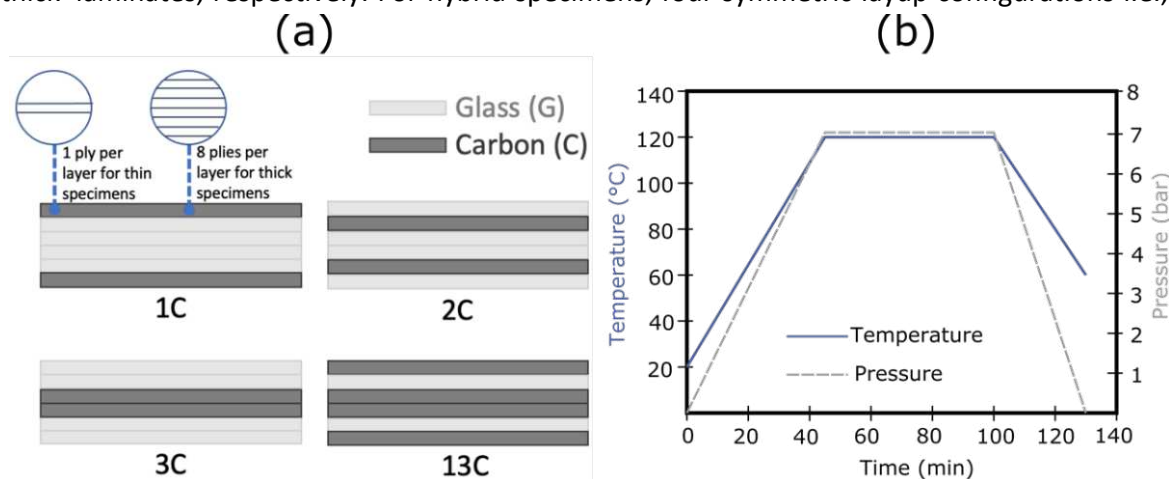 thick laminates, respectively. For hybrid specimens, four symmetric layup configurations i.e.,
(a)
Glass (G)
Carbon (C)
1 ply per
layer for thin
specimens
8 plies per
layer for thick
specimens
1C
2C
3C
13C
(b)
140
120
100
80
60
40
20
Temperature (°C)
8
7
6
5
4
3
2
1
Pressure (bar)
Temperature
Pressure
0
20
40
60
80
100
120
140
Time (min)